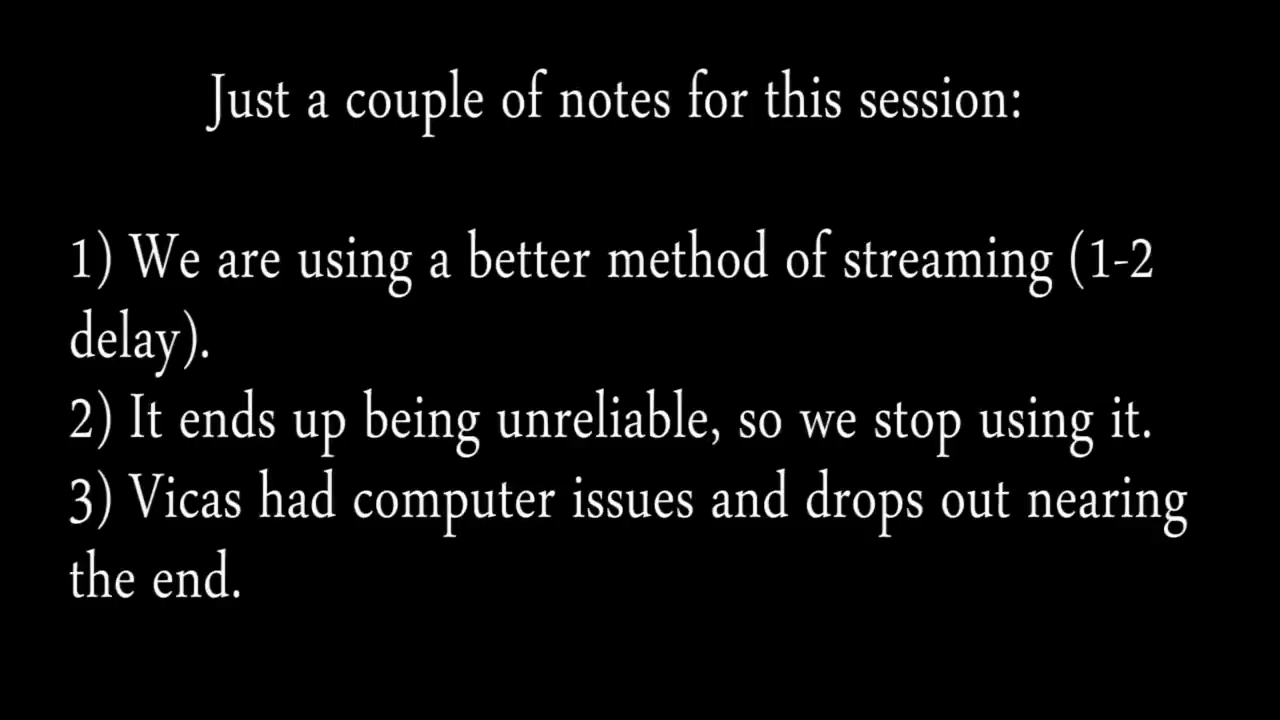 Just a couple of notes for this session:
1) We are using a better method of streaming (1-2
delay).
2) It ends up being unreliable, so we stop using it.
3) Vicas had computer issues and drops out nearing
the end.